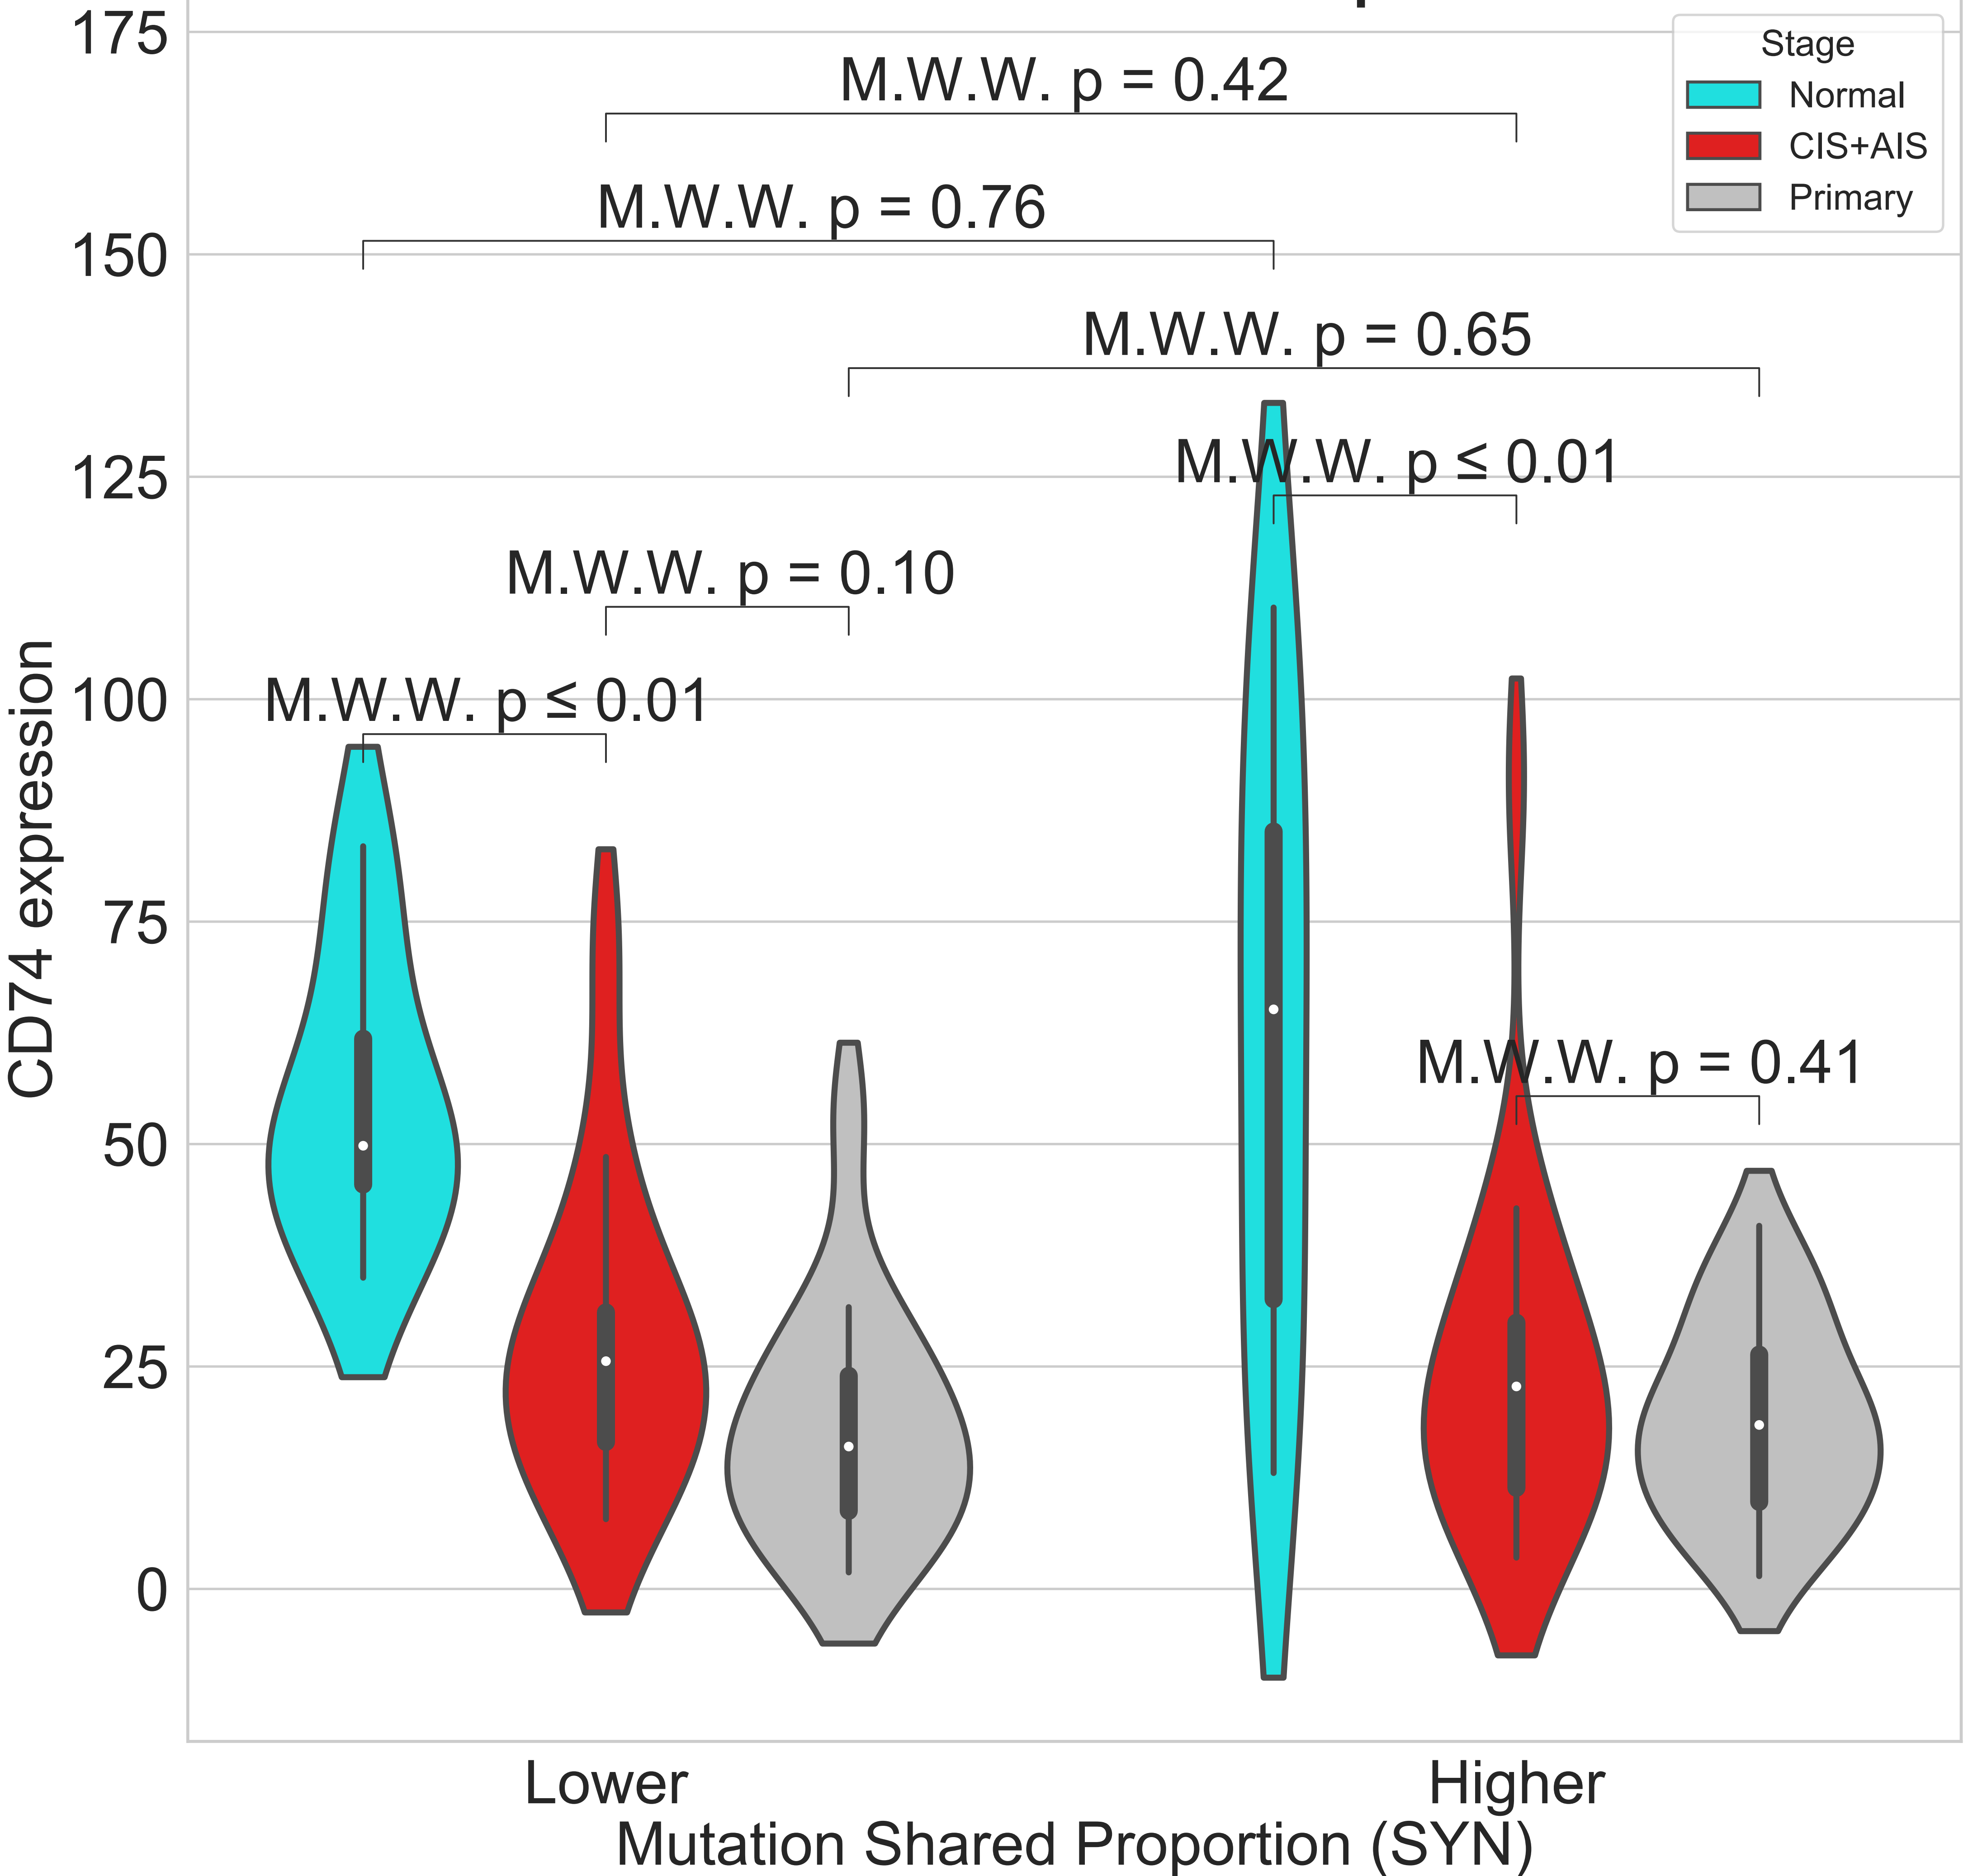 175
150
125
100
75
50
25
0
CD74 expression
M.W.W. p = 0.42
M.W.W. p = 0.76
M.W.W. p = 0.65
M.W.W. p ≤ 0.01
M.W.W. p = 0.10
M.W.W. p ≤ 0.01
M.W.W. p = 0.41
Stage
Normal
CIS+AIS
Primary
Lower
Higher
Mutation Shared Proportion (SYN)